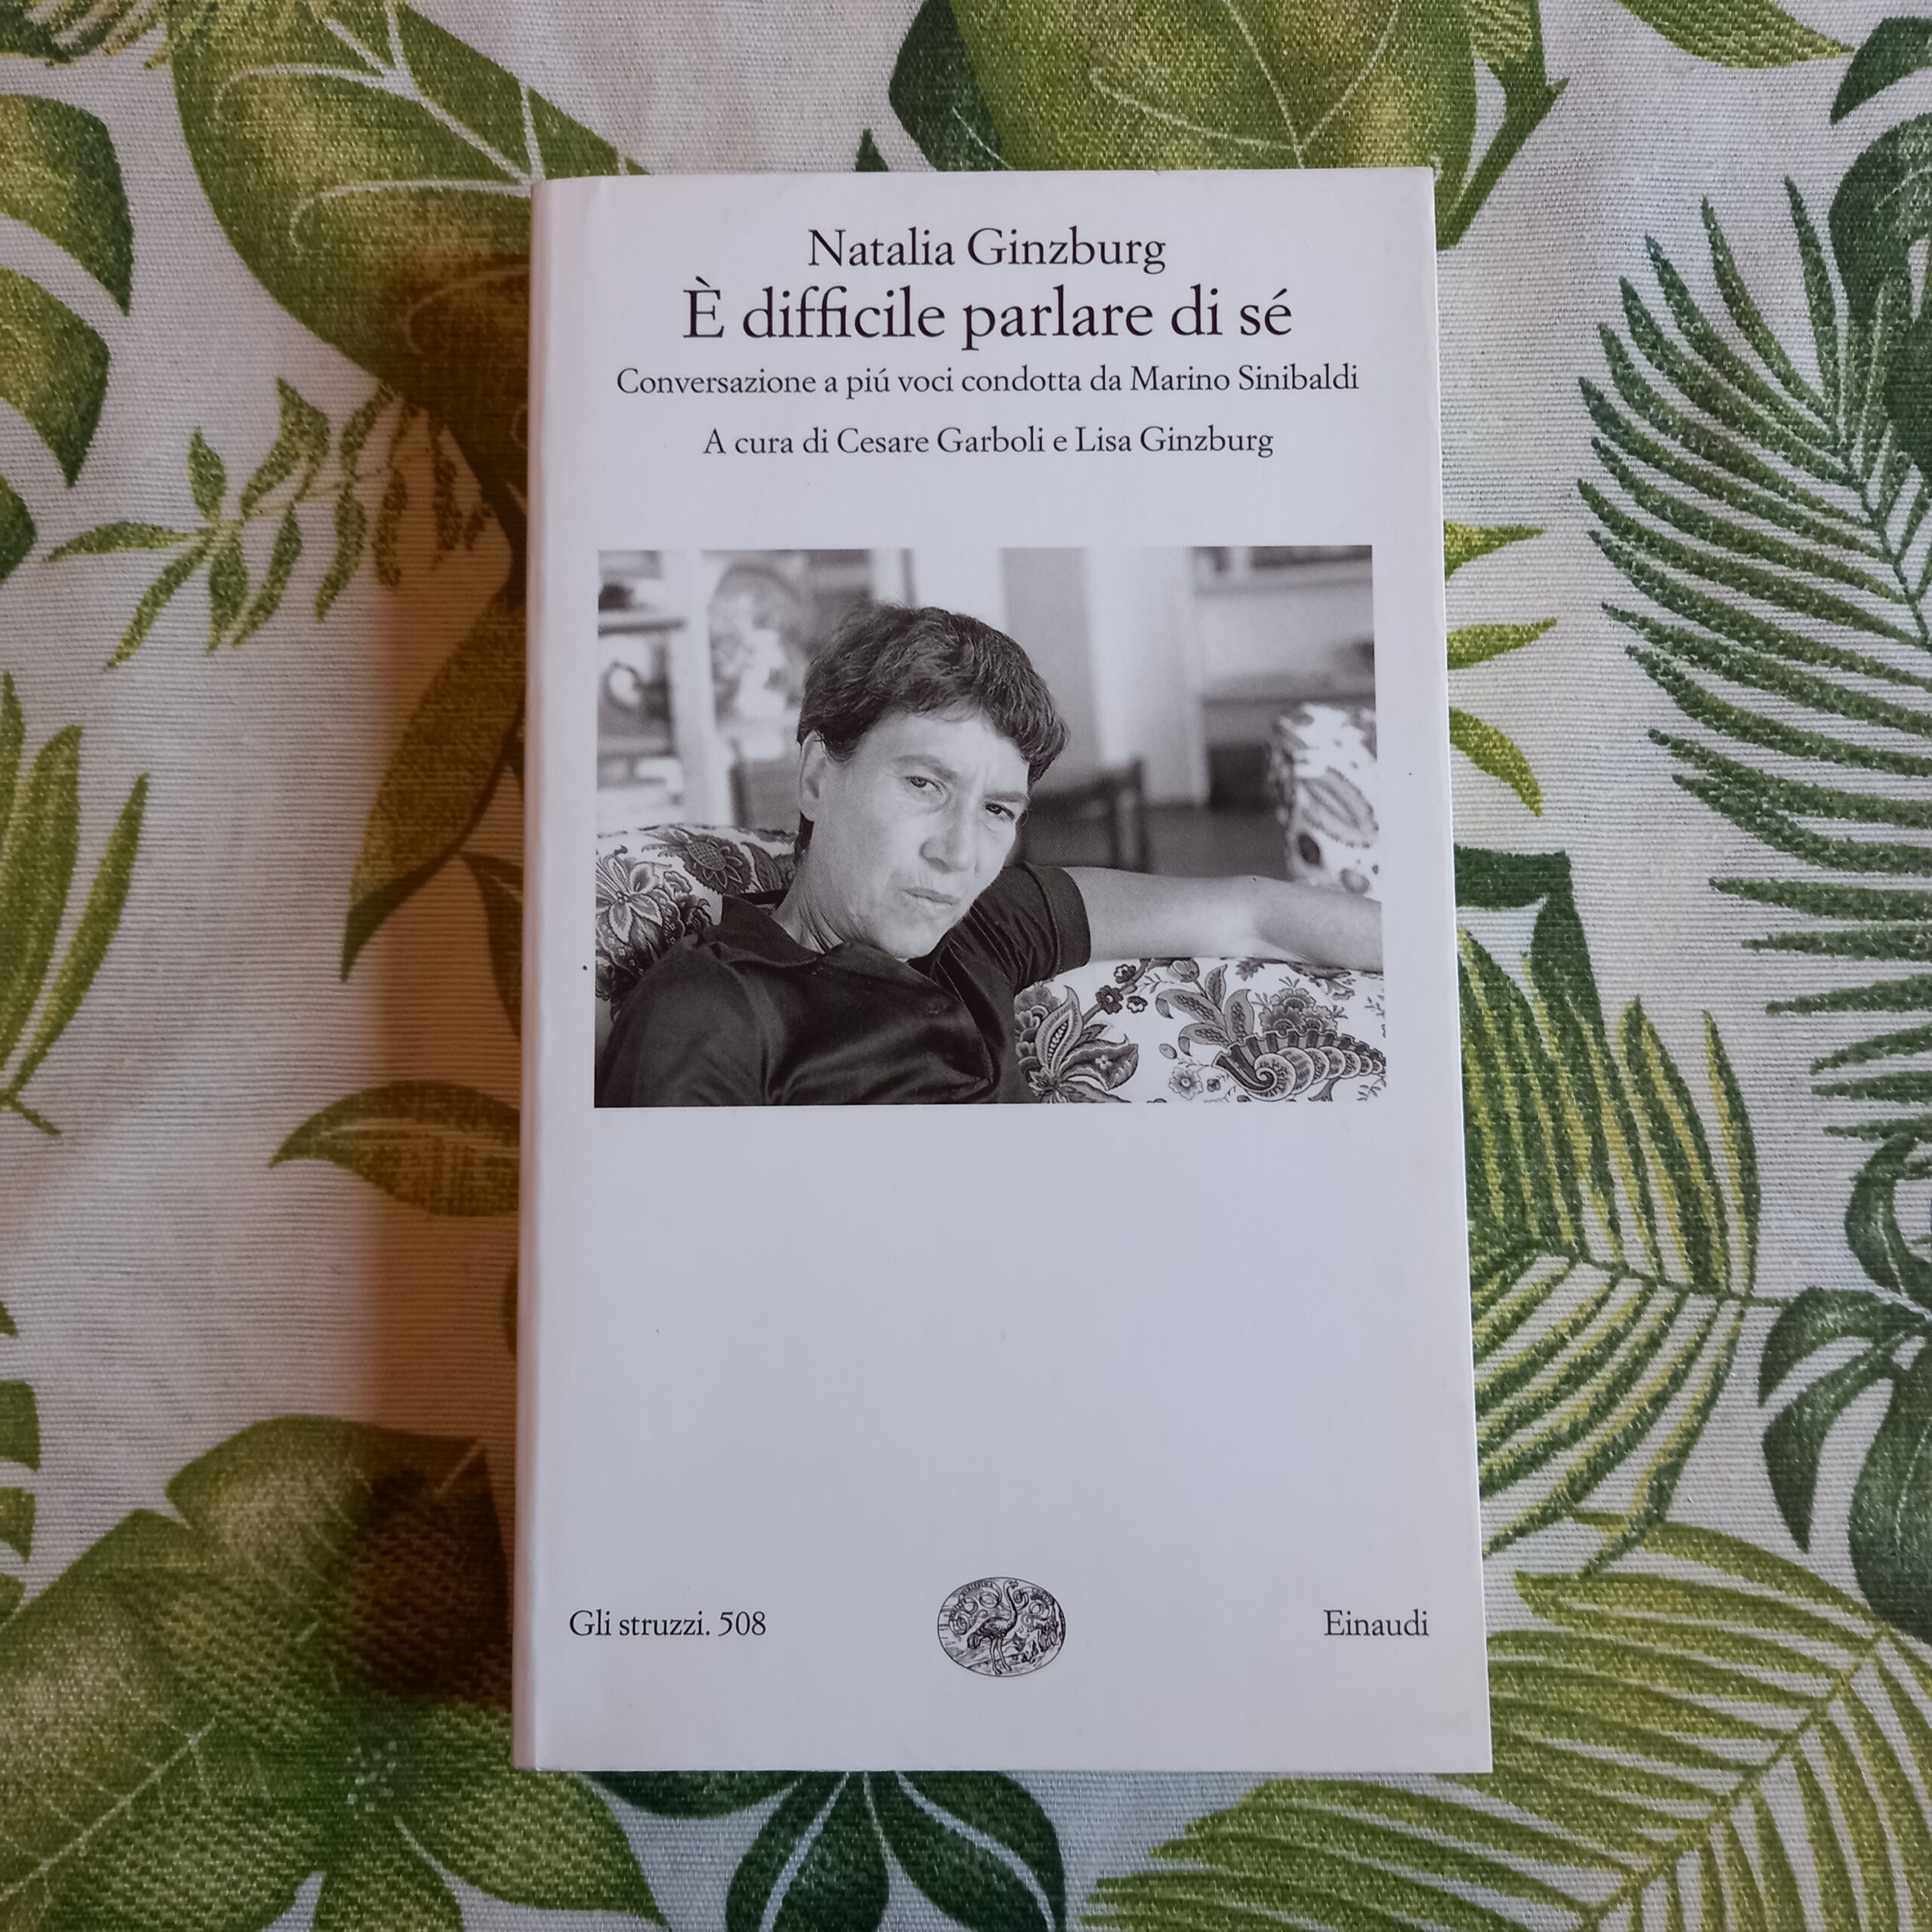 Natalia Ginzburg
È difficile parlare di sé
Conversazione a piú voci condotta da Marino Sinibaldi
A cura di Cesare Garboli e Lisa Ginzburg
Gli struzzi. 508
Einaudi